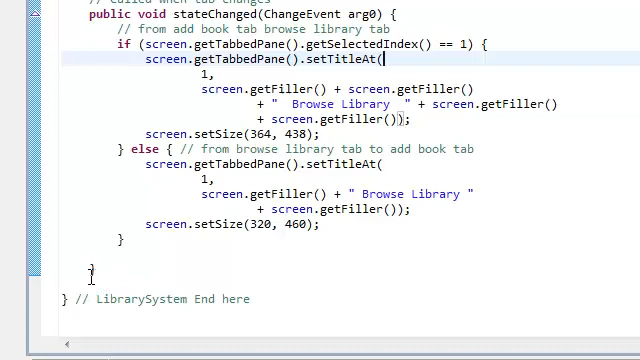 // Called when tab changes
public void stateChanged(ChangeEvent arg0) {
// from add book tab browse library tab
if (screen.getTabbedPane().getSelectedIndex() == 1) {
screen.getTabbedPane().setTitleAt(
1,
screen.getFiller() + screen.getFiller()
+ "  Browse Library  " + screen.getFiller()
+ screen.getFiller());
screen.setSize(364, 438);
} else { // from browse library tab to add book tab
screen.getTabbedPane().setTitleAt(
1,
screen.getFiller() + " Browse Library "
+ screen.getFiller());
screen.setSize(320, 460);
}
}
} // LibrarySystem End here